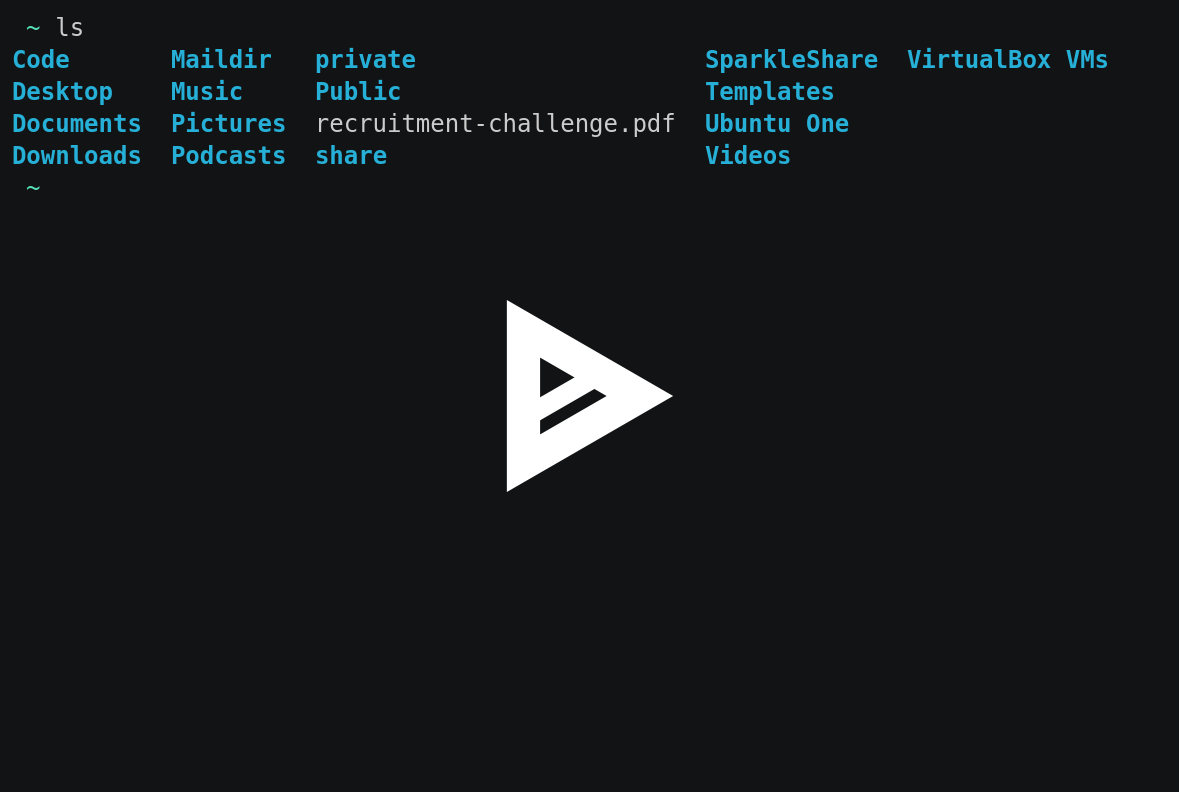 ~ ls
Code       Maildir   private                    SparkleShare  VirtualBox VMs
Desktop    Music     Public                     Templates
Documents  Pictures  recruitment-challenge.pdf  Ubuntu One
Downloads  Podcasts  share                      Videos
~